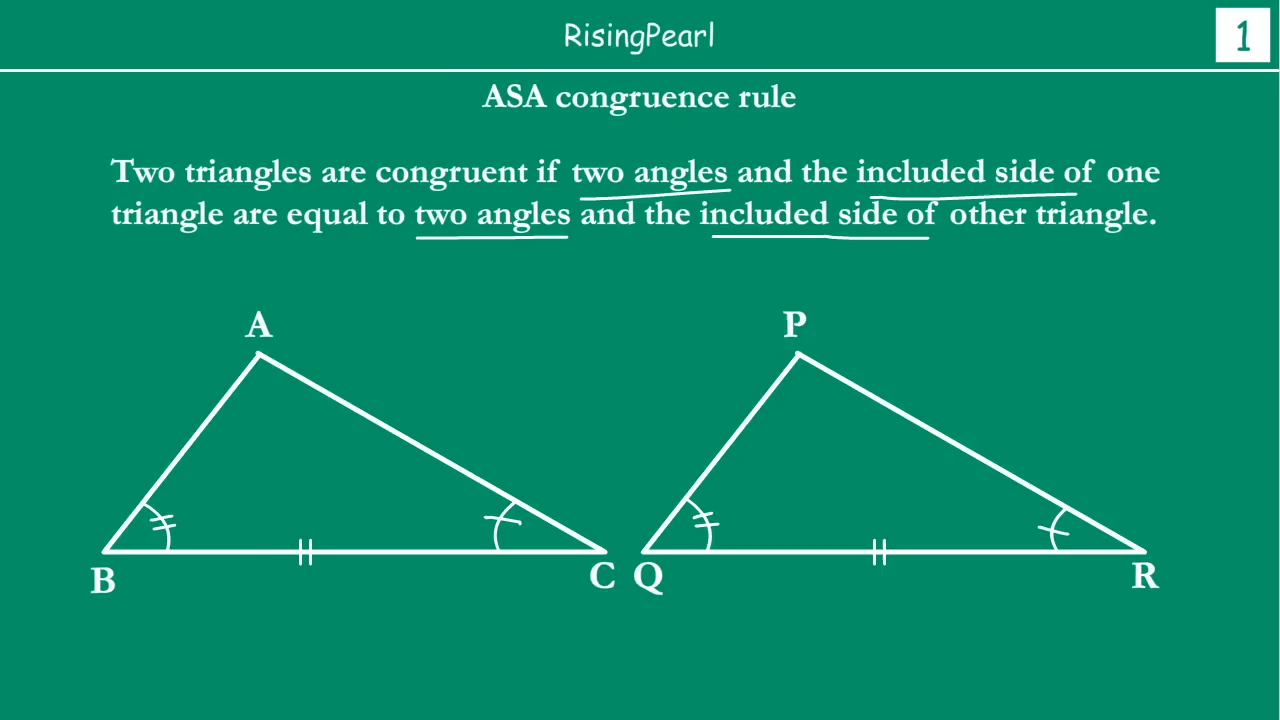 RisingPearl
1
ASA congruence rule
Two triangles are congruent if two angles and the included side of one
triangle are equal to two angles and the included side of other triangle.
A
P
B
C
Q
R